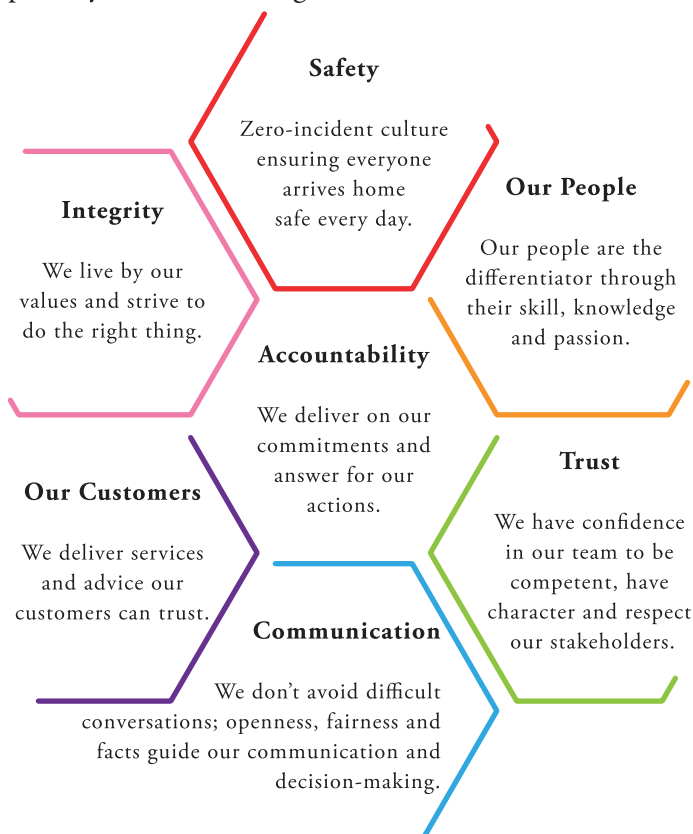 Safety
Zero-incident culture
ensuring everyone
arrives home
safe every day.
Our People
Our people are the
differentiator through
their skill, knowledge
and passion.
Integrity
We live by our
values and strive to
do the right thing.
Accountability
We deliver on our
commitments and
answer for our
actions.
Trust
We have confidence
in our team to be
competent, have
character and respect
our stakeholders.
Our Customers
We deliver services
and advice our
customers can trust.
Communication
We don’t avoid difficult
conversations; openness, fairness and
facts guide our communication and
decision-making.